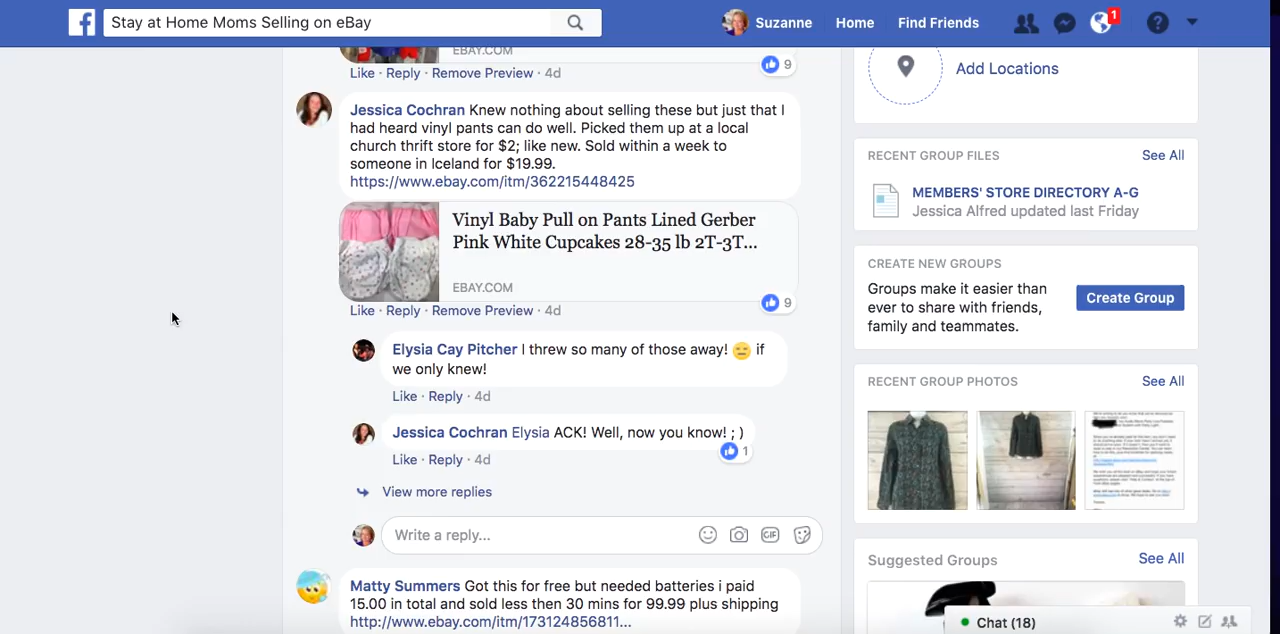 Stay at Home Moms Selling on eBay
Suzanne
Home
Find Friends
1
EBAY.COM
Like · Reply · Remove Preview · 4d
9
Jessica Cochran Knew nothing about selling these but just that I
had heard vinyl pants can do well. Picked them up at a local
church thrift store for $2; like new. Sold within a week to
someone in Iceland for $19.99.
https://www.ebay.com/itm/362215448425
Vinyl Baby Pull on Pants Lined Gerber
Pink White Cupcakes 28-35 lb 2T-3T...
EBAY.COM
9
Like · Reply · Remove Preview · 4d
Elysia Cay Pitcher I threw so many of those away! 😑 if
we only knew!
Like · Reply · 4d
Jessica Cochran Elysia ACK! Well, now you know! ; )
1
Like · Reply · 4d
View more replies
Write a reply...
GIF
Matty Summers Got this for free but needed batteries i paid
15.00 in total and sold less then 30 mins for 99.99 plus shipping
http://www.ebay.com/itm/173124856811...
Add Locations
RECENT GROUP FILES
See All
MEMBERS' STORE DIRECTORY A-G
Jessica Alfred updated last Friday
CREATE NEW GROUPS
Groups make it easier than
ever to share with friends,
family and teammates.
Create Group
RECENT GROUP PHOTOS
See All
Suggested Groups
See All
Chat (18)